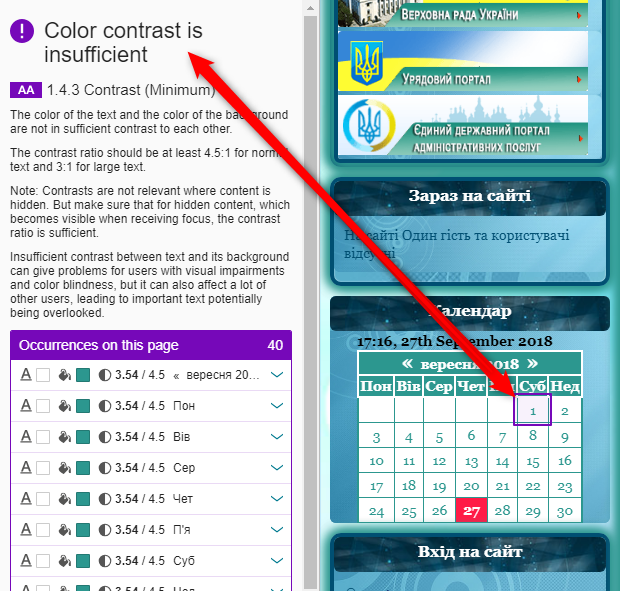 Color contrast is
insufficient
AA 1.4.3 Contrast (Minimum)
The color of the text and the color of the background
are not in sufficient contrast to each other.
The contrast ratio should be at least 4.5:1 for normal
text and 3:1 for large text.
Note: Contrasts are not relevant where content is
hidden. But make sure that for hidden content, which
becomes visible when receiving focus, the contrast
ratio is sufficient.
Insufficient contrast between text and its background
can give problems for users with visual impairments
and color blindness, but it can also affect a lot of
other users, leading to important text potentially
being overlooked.
Occurrences on this page 40
A 3.54 / 4.5 « вересня 20...
A 3.54 / 4.5 Пон
A 3.54 / 4.5 Вів
A 3.54 / 4.5 Сер
A 3.54 / 4.5 Чет
A 3.54 / 4.5 П'я
A 3.54 / 4.5 Суб
A 3.54 / 4.5 Нед
Верховна рада України
Урядовий портал
Єдиний державний портал
адміністративних послуг
Зараз на сайті
На сайті Один гість та користувачі
відсутні
Календар
17:16, 27th September 2018
« вересня 2018 »
Пон Вів Сер Чет Суб Нед
1 2
3 4 5 6 7 8 9
10 11 12 13 14 15 16
17 18 19 20 21 22 23
24 25 26 27 28 29 30
Вхід на сайт